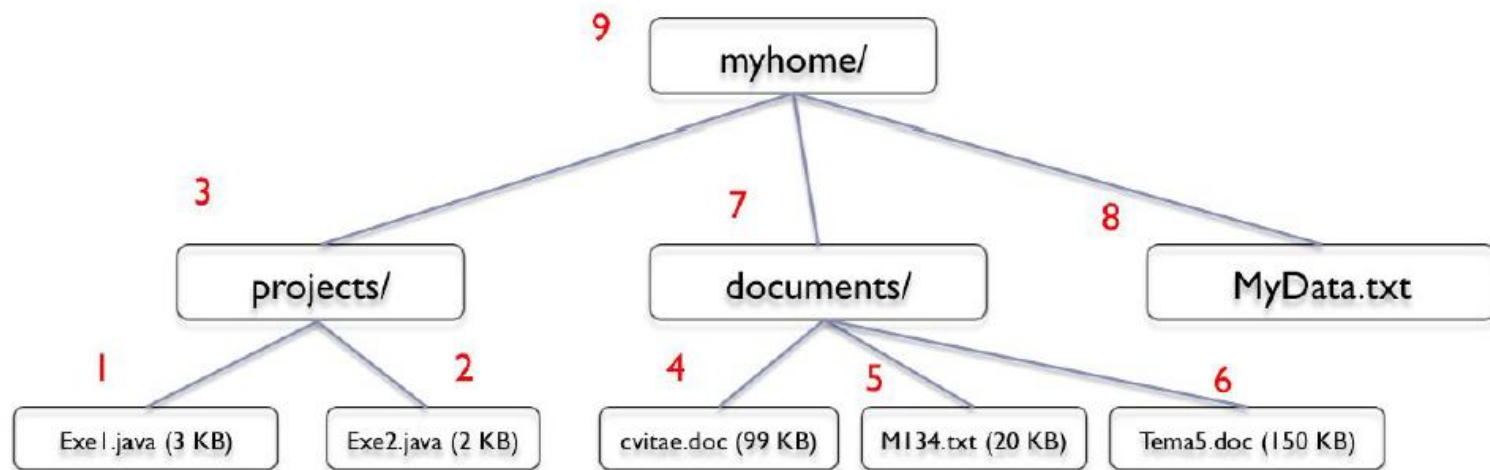 9
myhome/
3
7
8
projects/
documents/
MyData.txt
1
2
4
5
6
Exe1.java (3 KB)
Exe2.java (2 KB)
cvitae.doc (99 KB)
M134.txt (20 KB)
Tema5.doc (150 KB)